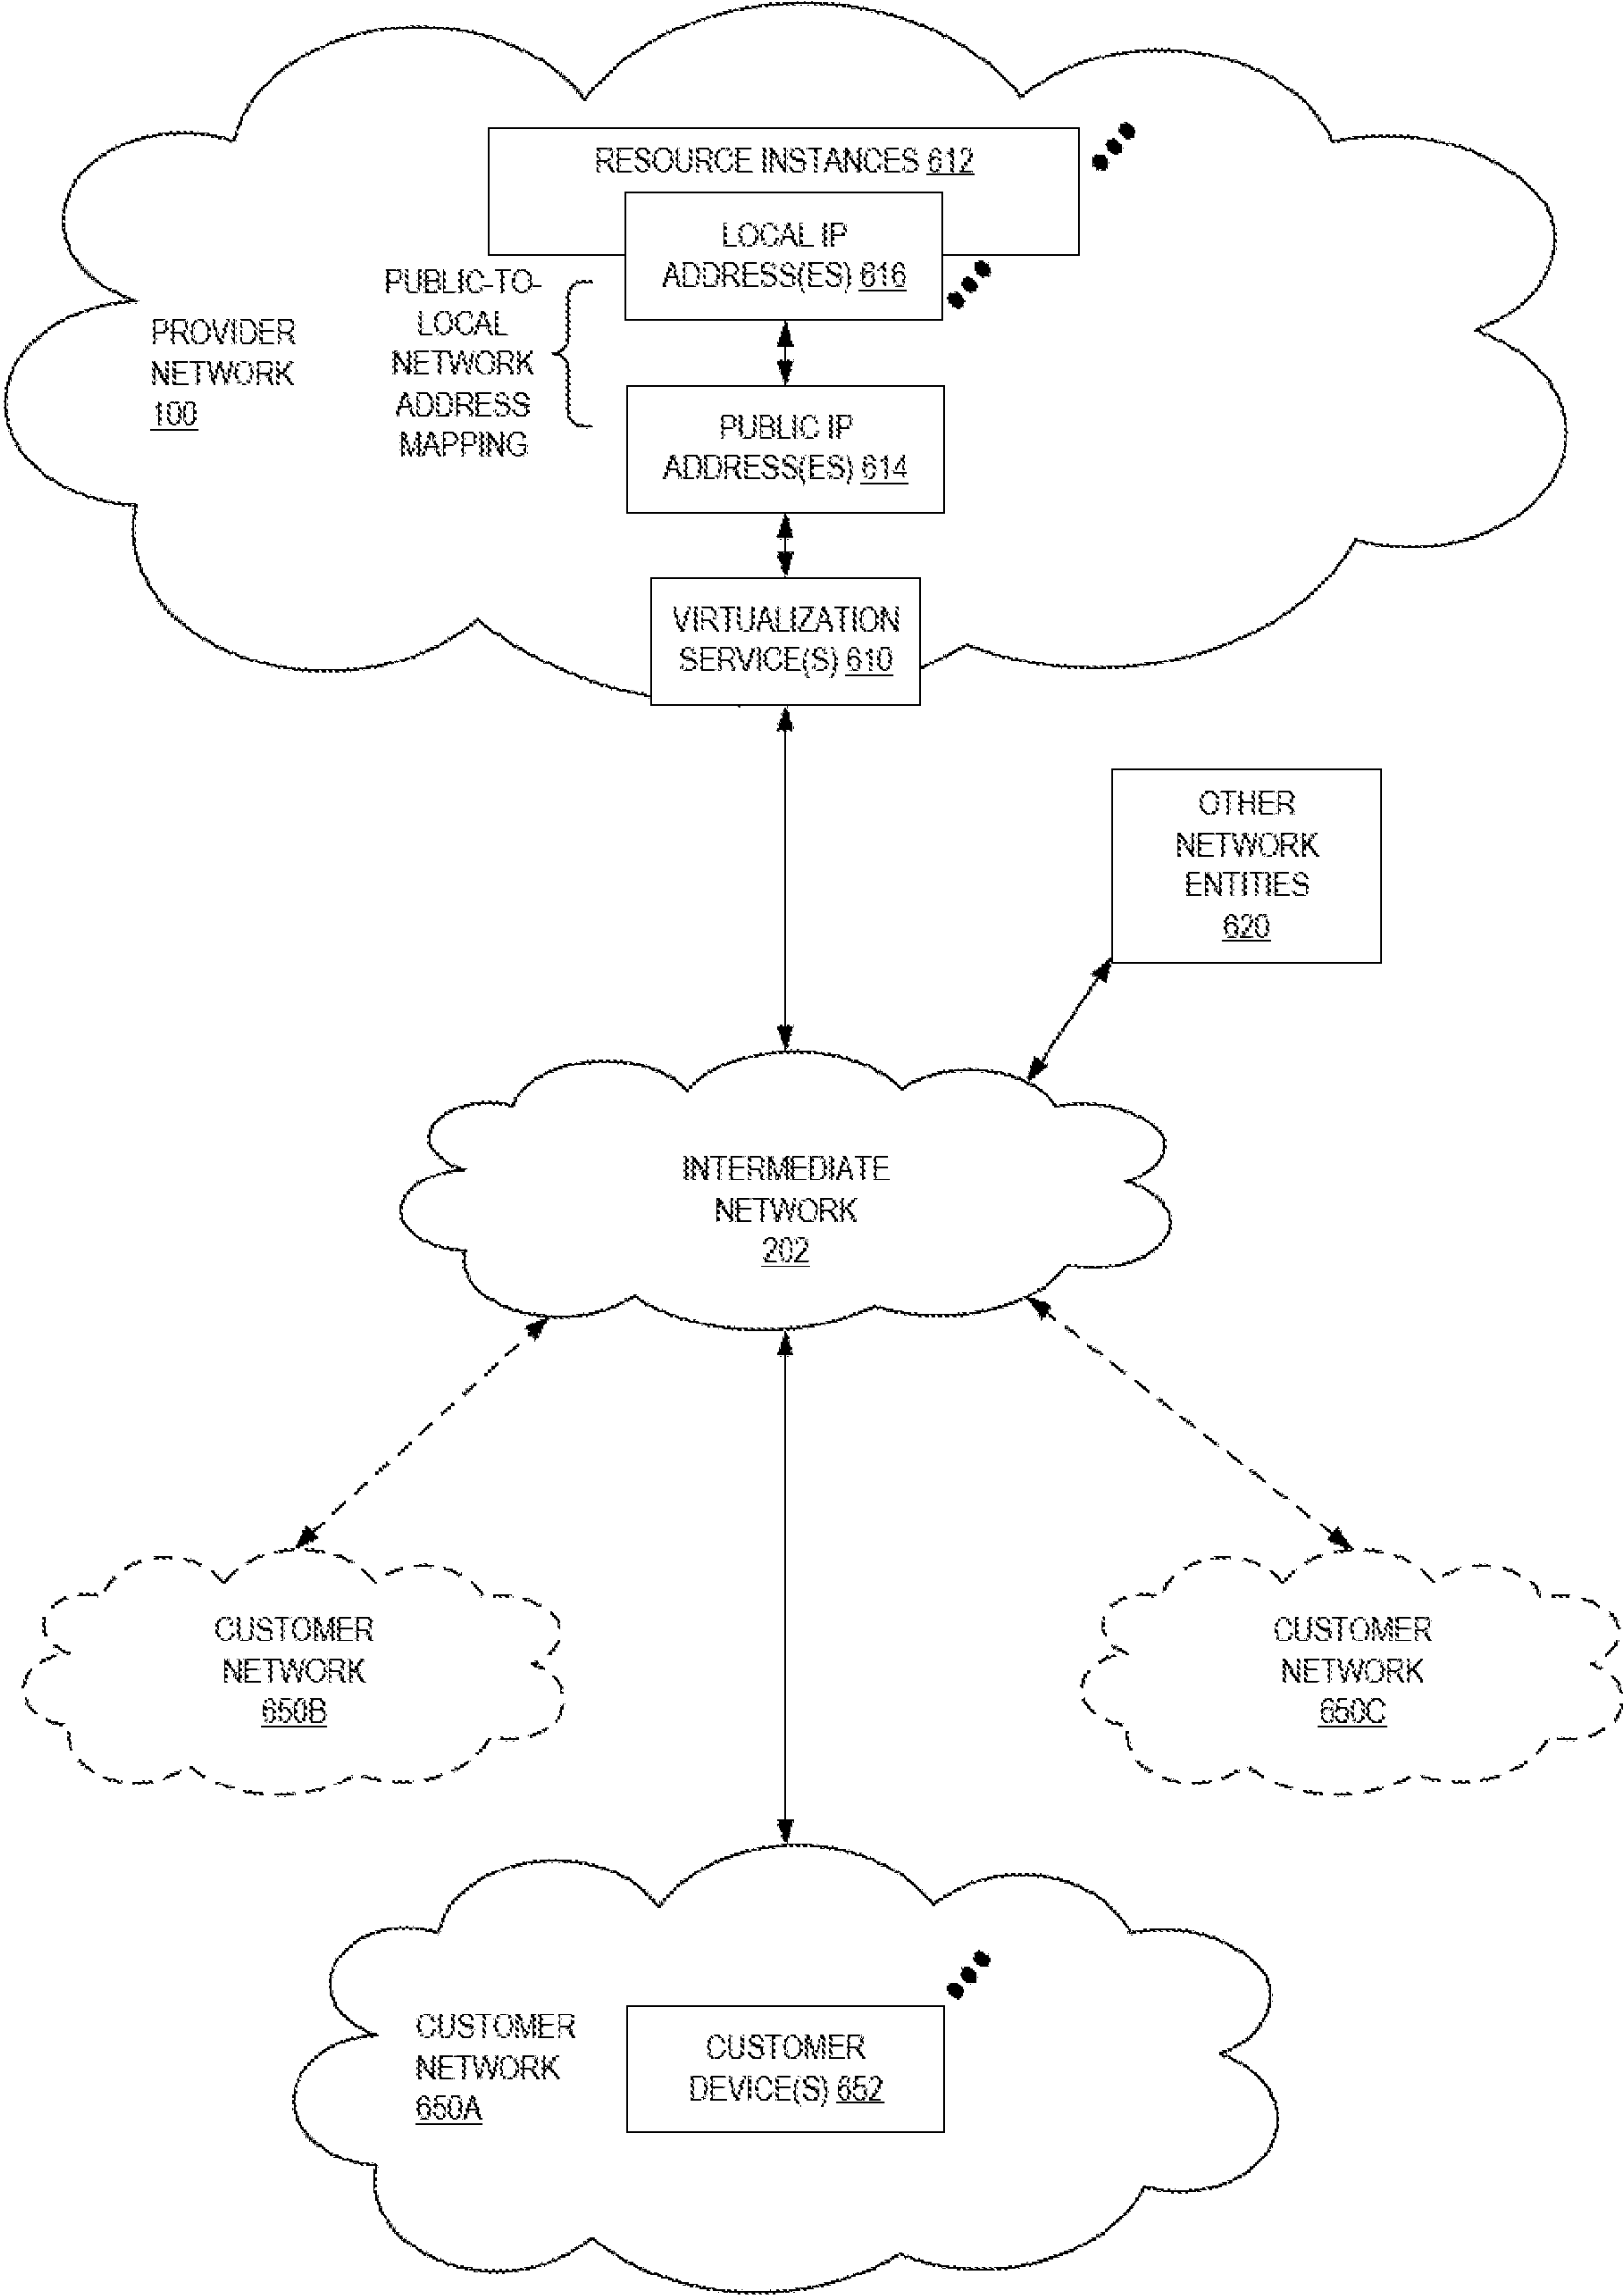 RESOURCE INSTANCES 612
LOCAL IP
ADDRESS(ES) 616
PUBLIC-TO-
LOCAL
NETWORK
ADDRESS
MAPPING
PROVIDER
NETWORK
100
PUBLIC IP
ADDRESS(ES) 614
VIRTUALIZATION
SERVICE(S) 610
OTHER
NETWORK
ENTITIES
620
INTERMEDIATE
NETWORK
202
CUSTOMER
NETWORK
650B
CUSTOMER
NETWORK
650C
CUSTOMER
NETWORK
650A
CUSTOMER
DEVICE(S) 652